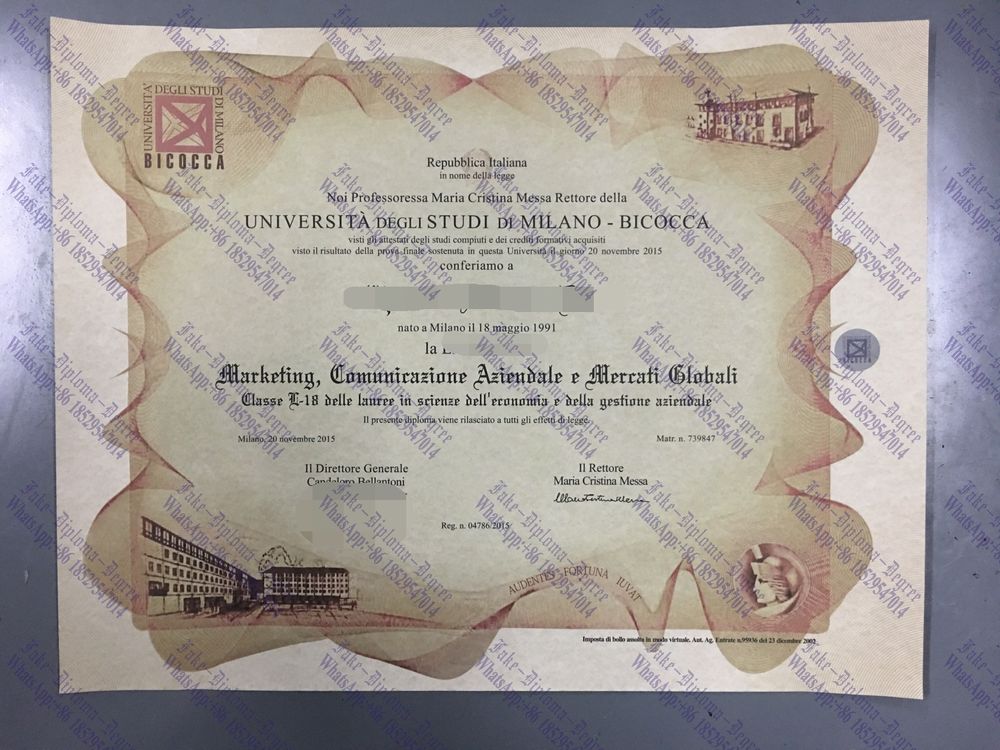 UNIVERSITÀ DEGLI STUDI DI MILANO
BICOCCA
Repubblica Italiana
in nome della legge
Noi Professoressa Maria Cristina Messa Rettore della
UNIVERSITÀ DEGLI STUDI DI MILANO - BICOCCA
visti gli attestati degli studi compiuti e dei crediti formativi acquisiti
visto il risultato della prova finale sostenuta in questa Università il giorno 20 novembre 2015
conferiamo a
nato a Milano il 18 maggio 1991
la
Marketing, Comunicazione Aziendale e Mercati Globali
Classe L-18 delle lauree in scienze dell'economia e della gestione aziendale
Il presente diploma viene rilasciato a tutti gli effetti di legge.
Milano, 20 novembre 2015
Matr. n. 739847
Il Direttore Generale
Candeloro Bellantoni
Il Rettore
Maria Cristina Messa
Reg. n. 04786/2015
AUDENTES FORTUNA IUVAT
Imposta di bollo assolta in modo virtuale. Aut. Ag. Entrate n.95936 del 23 dicembre 2002
Fake-Diploma-Degree
WhatsApp:+86 18529547014